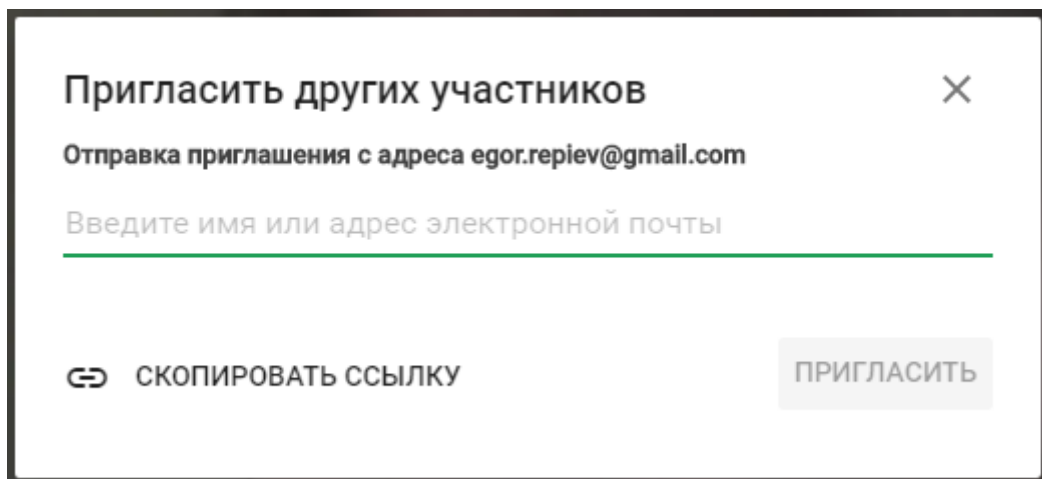 Пригласить других участников
Отправка приглашения с адреса egor.repiev@gmail.com
Введите имя или адрес электронной почты
СКОПИРОВАТЬ ССЫЛКУ
ПРИГЛАСИТЬ